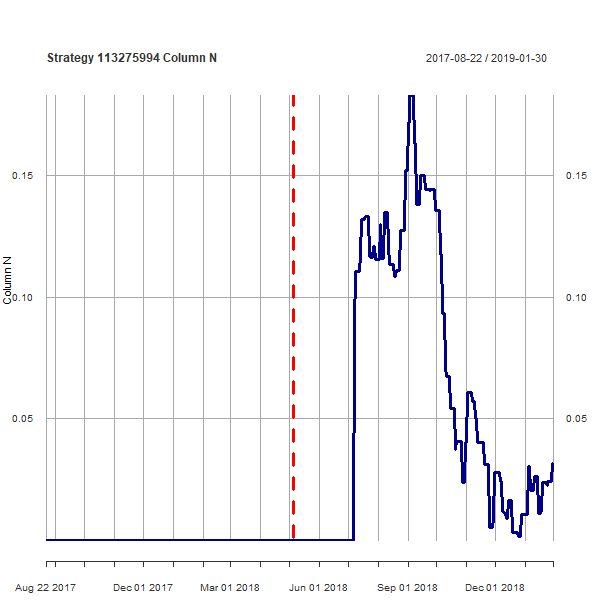 Strategy 113275994 Column N
2017-08-22 / 2019-01-30
Column N
0.15
0.10
0.05
0.15
0.10
0.05
Aug 22 2017
Dec 01 2017
Mar 01 2018
Jun 01 2018
Sep 01 2018
Dec 01 2018